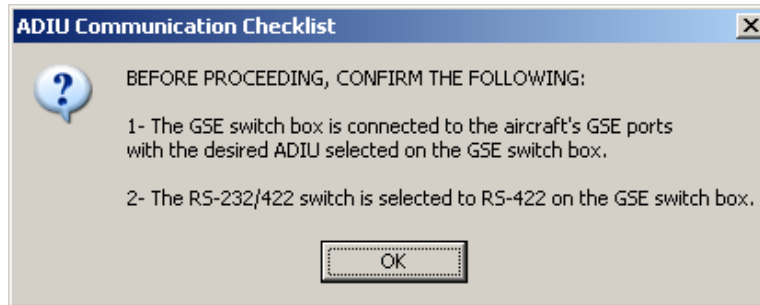 ADIU Communication Checklist
BEFORE PROCEEDING, CONFIRM THE FOLLOWING:
1- The GSE switch box is connected to the aircraft's GSE ports
with the desired ADIU selected on the GSE switch box.
2- The RS-232/422 switch is selected to RS-422 on the GSE switch box.
OK